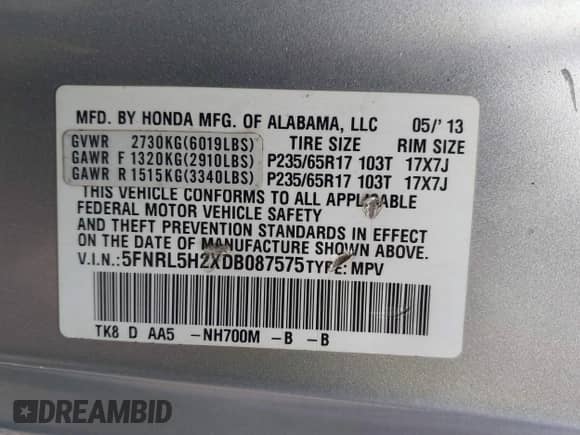 MFD. BY HONDA MFG. OF ALABAMA, LLC 05/'13
GVWR 2730KG(6019LBS) TIRE SIZE RIM SIZE
GAWR F 1320KG(2910LBS) P235/65R17 103T 17X7J
GAWR R 1515KG(3340LBS) P235/65R17 103T 17X7J
THIS VEHICLE CONFORMS TO ALL APPLICABLE
FEDERAL MOTOR VEHICLE SAFETY
AND THEFT PREVENTION STANDARDS IN EFFECT
ON THE DATE OF MANUFACTURE SHOWN ABOVE.
V.I.N.:5FNRL5H2XDB087575 TYPE: MPV
TK8 D AA5 -NH700M -B -B
DREAMBID